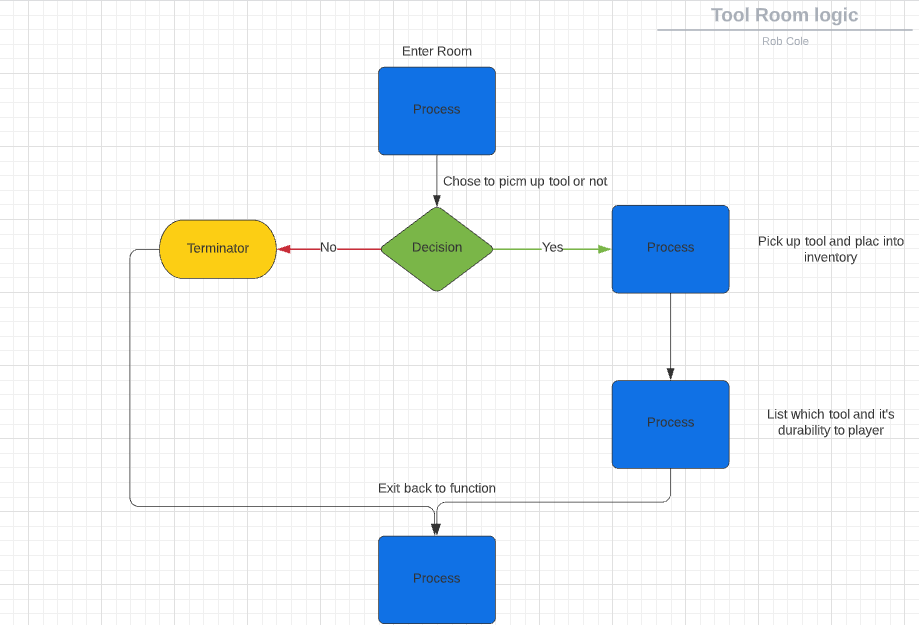 Tool Room logic
Rob Cole
Enter Room
Process
Chose to picm up tool or not
Terminator
No
Decision
Yes
Process
Pick up tool and plac into
inventory
Process
List which tool and it's
durability to player
Exit back to function
Process